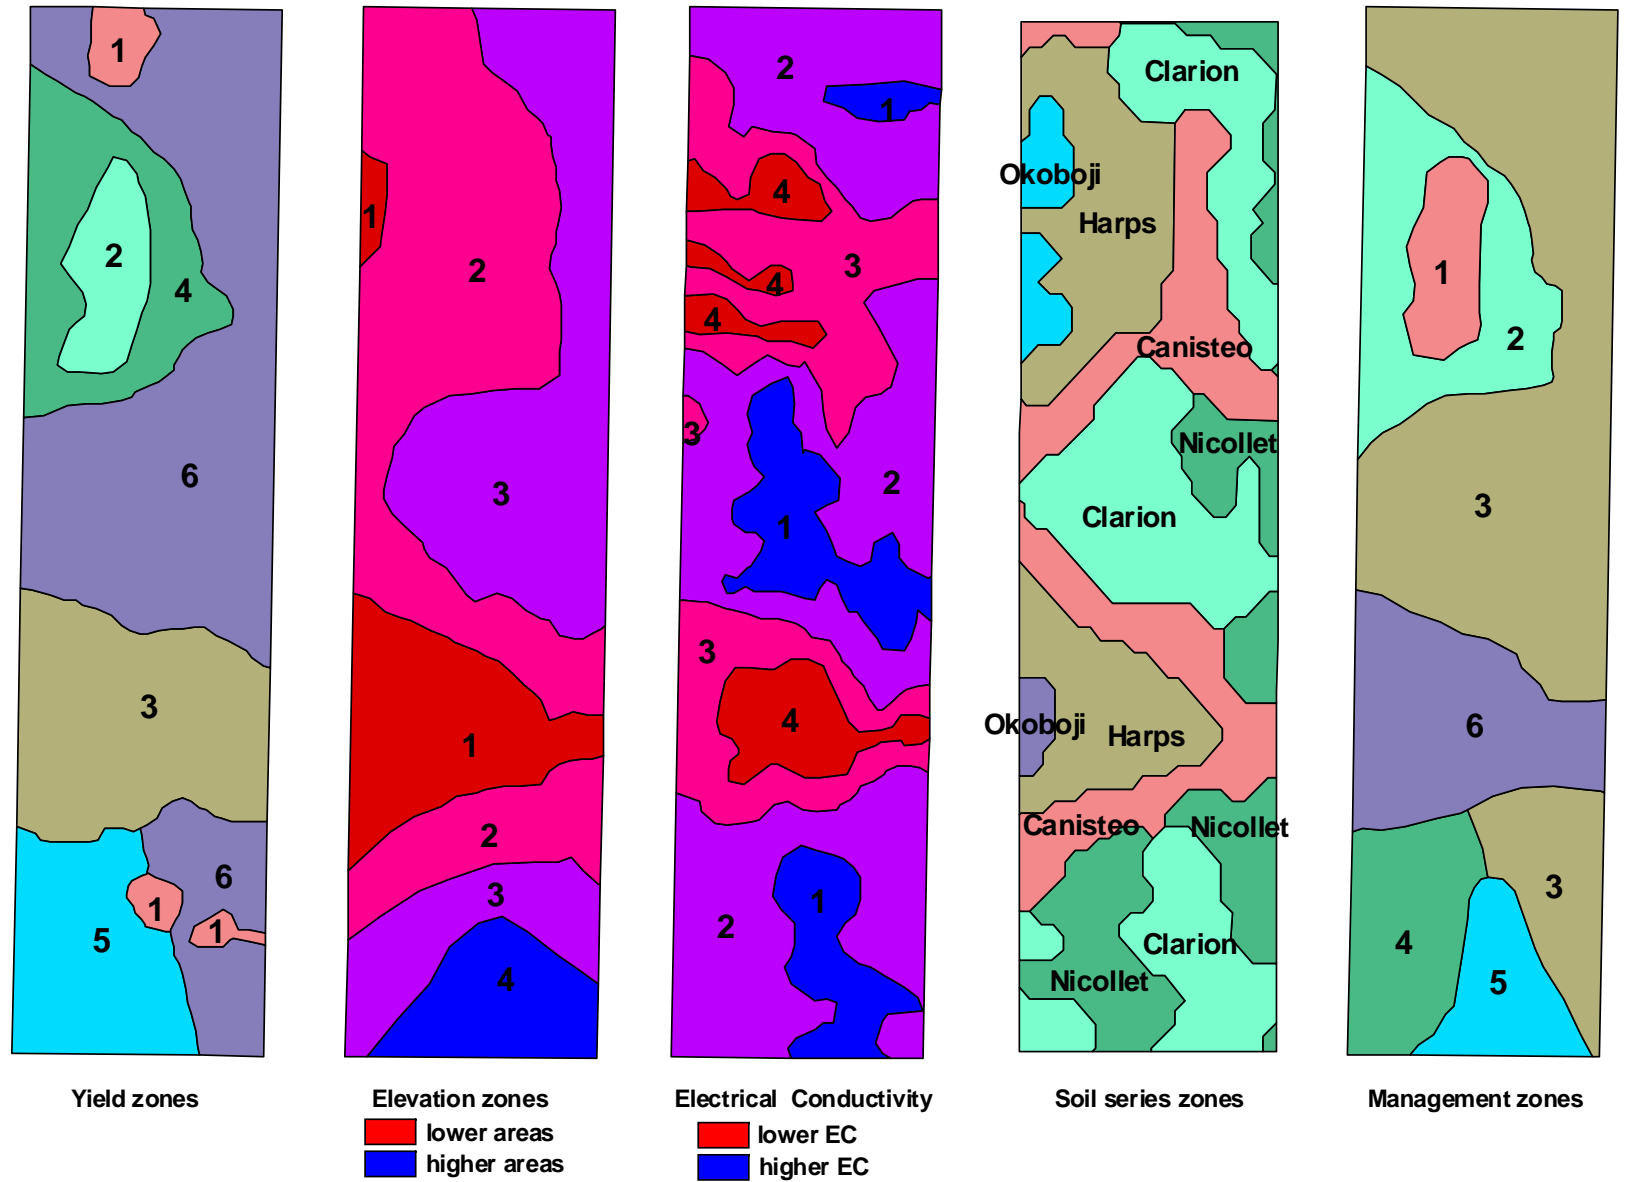 1
2
4
6
3
6
1
1
5
Yield zones
1
2
3
1
2
3
4
Elevation zones
lower areas
higher areas
2
1
4
3
4
4
3
2
1
3
4
1
2
Electrical Conductivity
lower EC
higher EC
Clarion
Okoboji
Harps
Canisteo
Nicollet
Clarion
Okoboji
Harps
Canisteo
Nicollet
Clarion
Nicollet
Soil series zones
1
2
3
6
3
4
5
Management zones